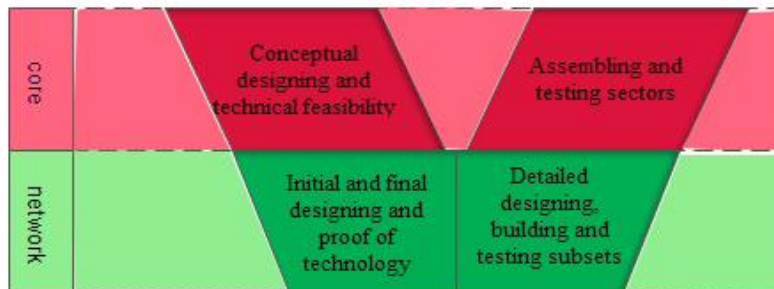 core
Conceptual
designing and
technical feasibility
Assembling and
testing sectors
network
Initial and final
designing and
proof of
technology
Detailed
designing,
building and
testing subsets